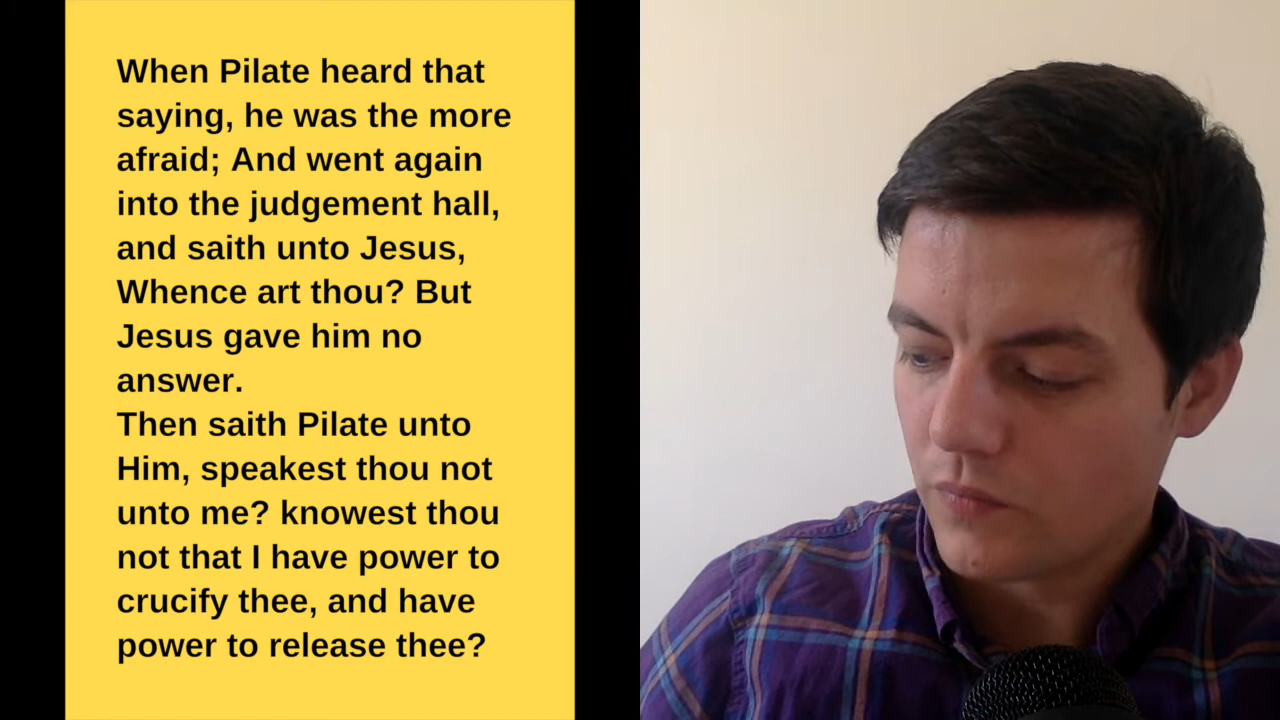 When Pilate heard that
saying, he was the more
afraid; And went again
into the judgement hall,
and saith unto Jesus,
Whence art thou? But
Jesus gave him no
answer.
Then saith Pilate unto
Him, speakest thou not
unto me? knowest thou
not that I have power to
crucify thee, and have
power to release thee?